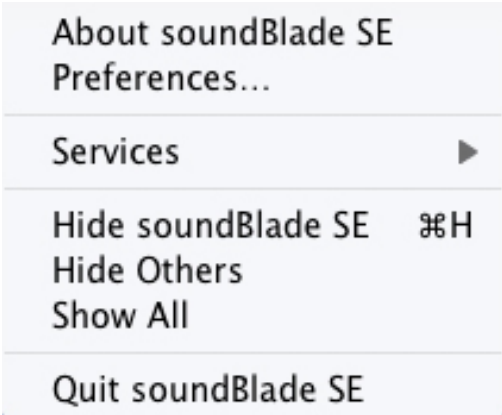 About soundBlade SE
Preferences...
Services
Hide soundBlade SE ⌘H
Hide Others
Show All
Quit soundBlade SE